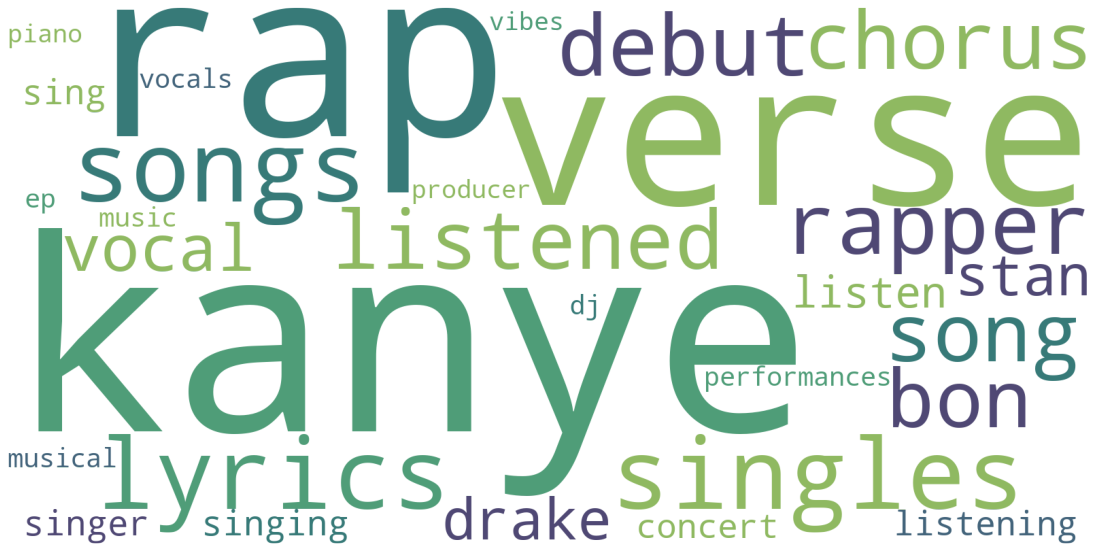 piano
rap
vibes
debut
chorus
sing
vocals
verse
songs
producer
ep
music
vocal
listened
rapper
stan
kanye
dj
listen
song
performances
bon
musical
lyrics
singles
singer
singing
drake
concert
listening